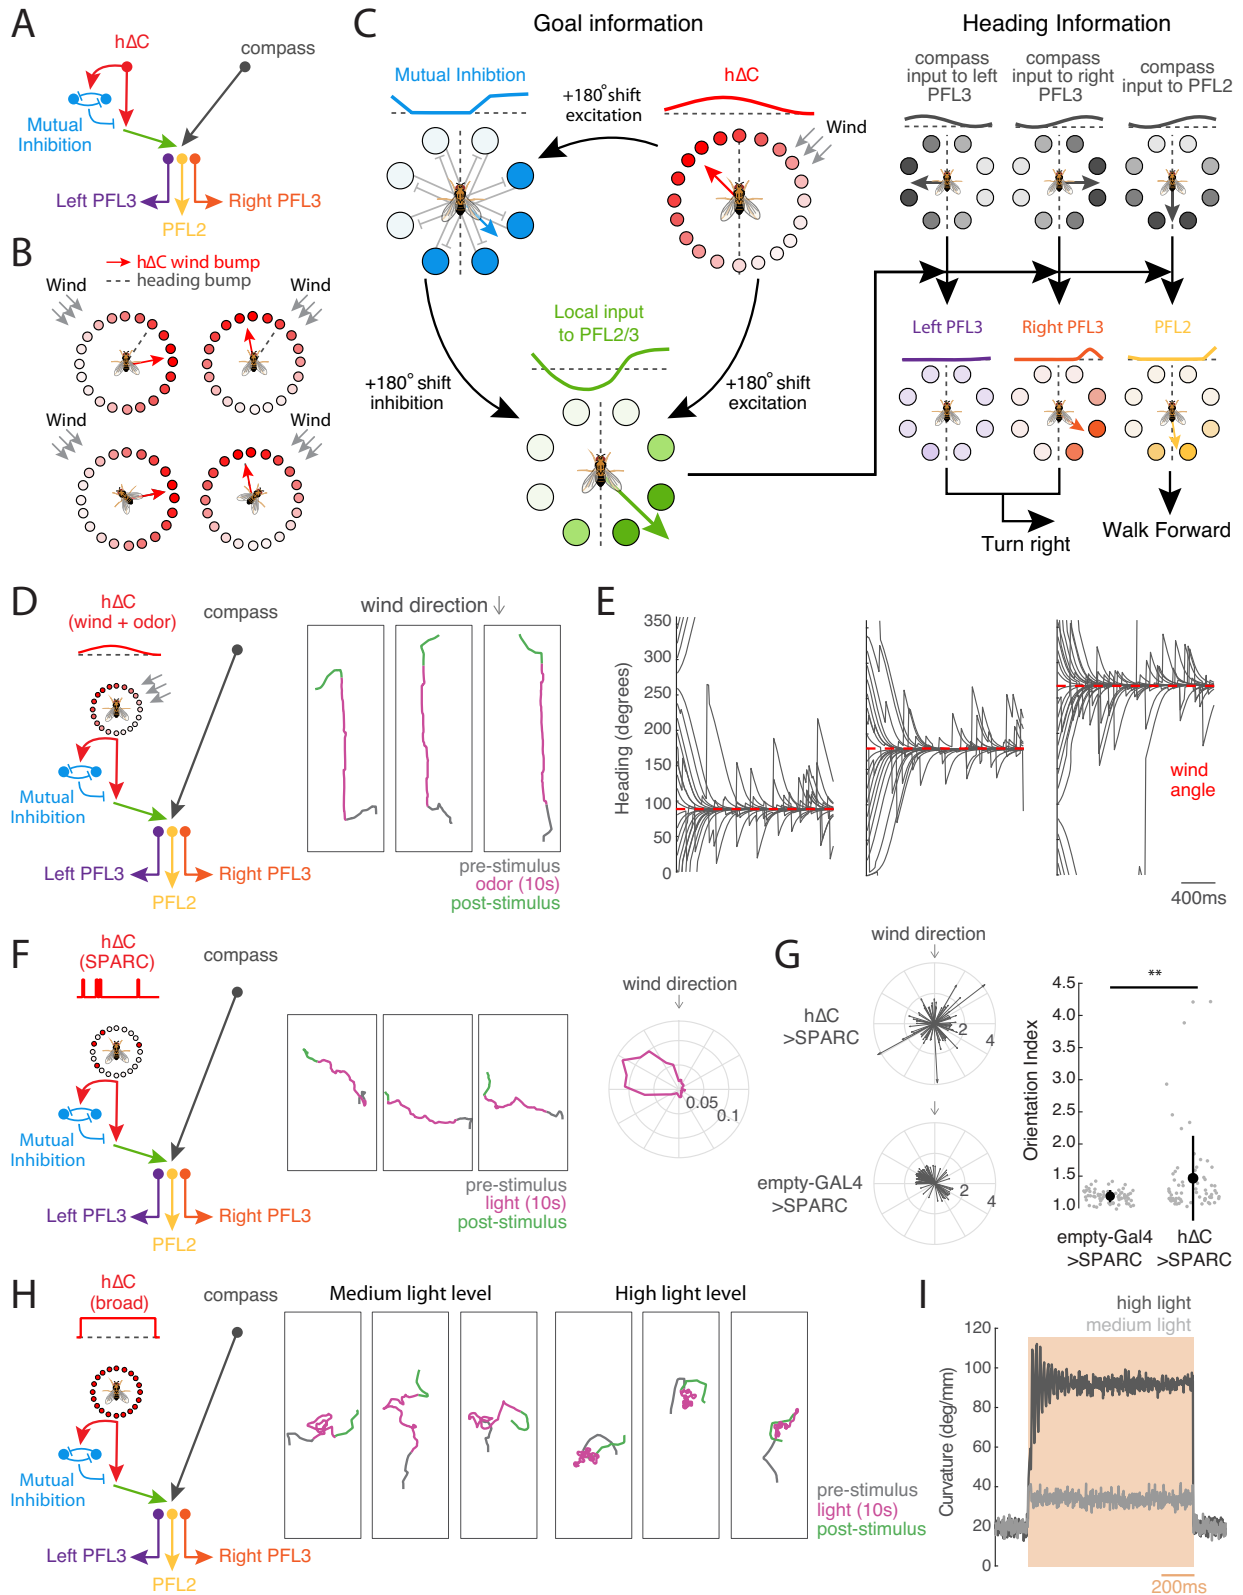 A
hΔC
compass
Mutual
Inhibition
Left PFL3
Right PFL3
PFL2
B
hΔC wind bump
heading bump
Wind
Wind
Wind
Wind
C
Goal information
Heading Information
Mutual Inhibtion
+180° shift
excitation
hΔC
Wind
compass
input to left
PFL3
compass
input to right
PFL3
compass
input to PFL2
Local input
to PFL2/3
+180° shift
inhibition
+180° shift
excitation
Left PFL3
Right PFL3
PFL2
Turn right
Walk Forward
D
hΔC
(wind + odor)
compass
Mutual
Inhibition
Left PFL3
Right PFL3
PFL2
wind direction
pre-stimulus
odor (10s)
post-stimulus
E
Heading (degrees)
350
300
250
200
150
100
50
0
wind
angle
400ms
F
hΔC
(SPARC)
compass
Mutual
Inhibition
Left PFL3
Right PFL3
PFL2
pre-stimulus
light (10s)
post-stimulus
wind direction
0.05
0.1
G
wind direction
hΔC
>SPARC
2
4
empty-GAL4
>SPARC
2
4
Orientation Index
4.5
4.0
3.5
3.0
2.5
2.0
1.5
1.0
**
empty-Gal4
>SPARC
hΔC
>SPARC
H
hΔC
(broad)
compass
Mutual
Inhibition
Left PFL3
Right PFL3
PFL2
Medium light level
High light level
pre-stimulus
light (10s)
post-stimulus
I
high light
medium light
Curvature (deg/mm)
120
100
80
60
40
20
0
200ms